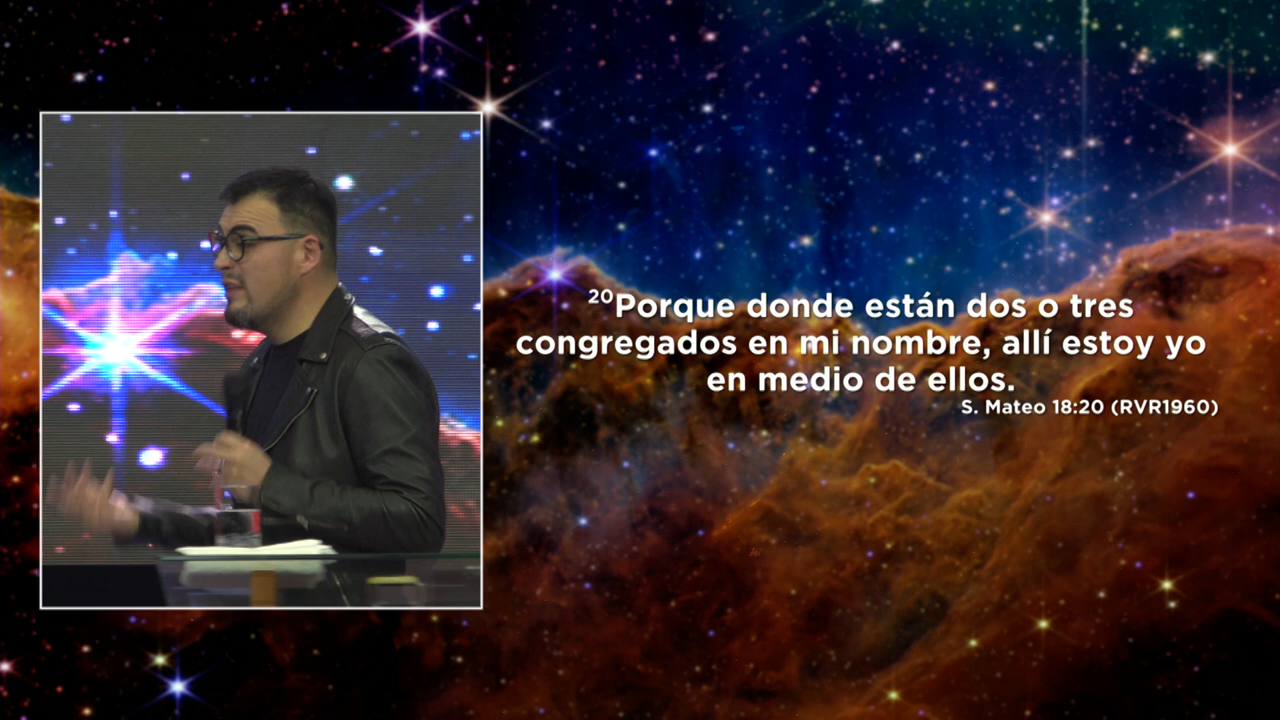 ²⁰Porque donde están dos o tres
congregados en mi nombre, allí estoy yo
en medio de ellos.
S. Mateo 18:20 (RVR1960)